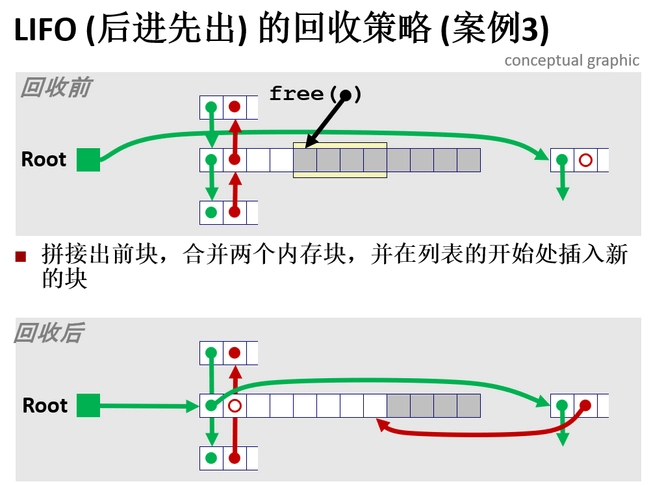 LIFO (后进先出) 的回收策略 (案例3)
conceptual graphic
回收前
free( )
Root
拼接出前块，合并两个内存块，并在列表的开始处插入新
的块
回收后
Root